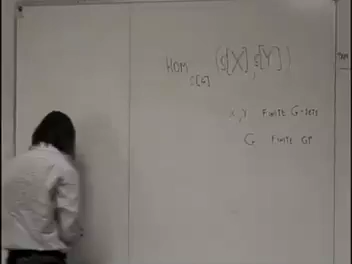 HOM S[G] (S[X], S[Y])
X, Y FINITE G-SETS
G FINITE GP